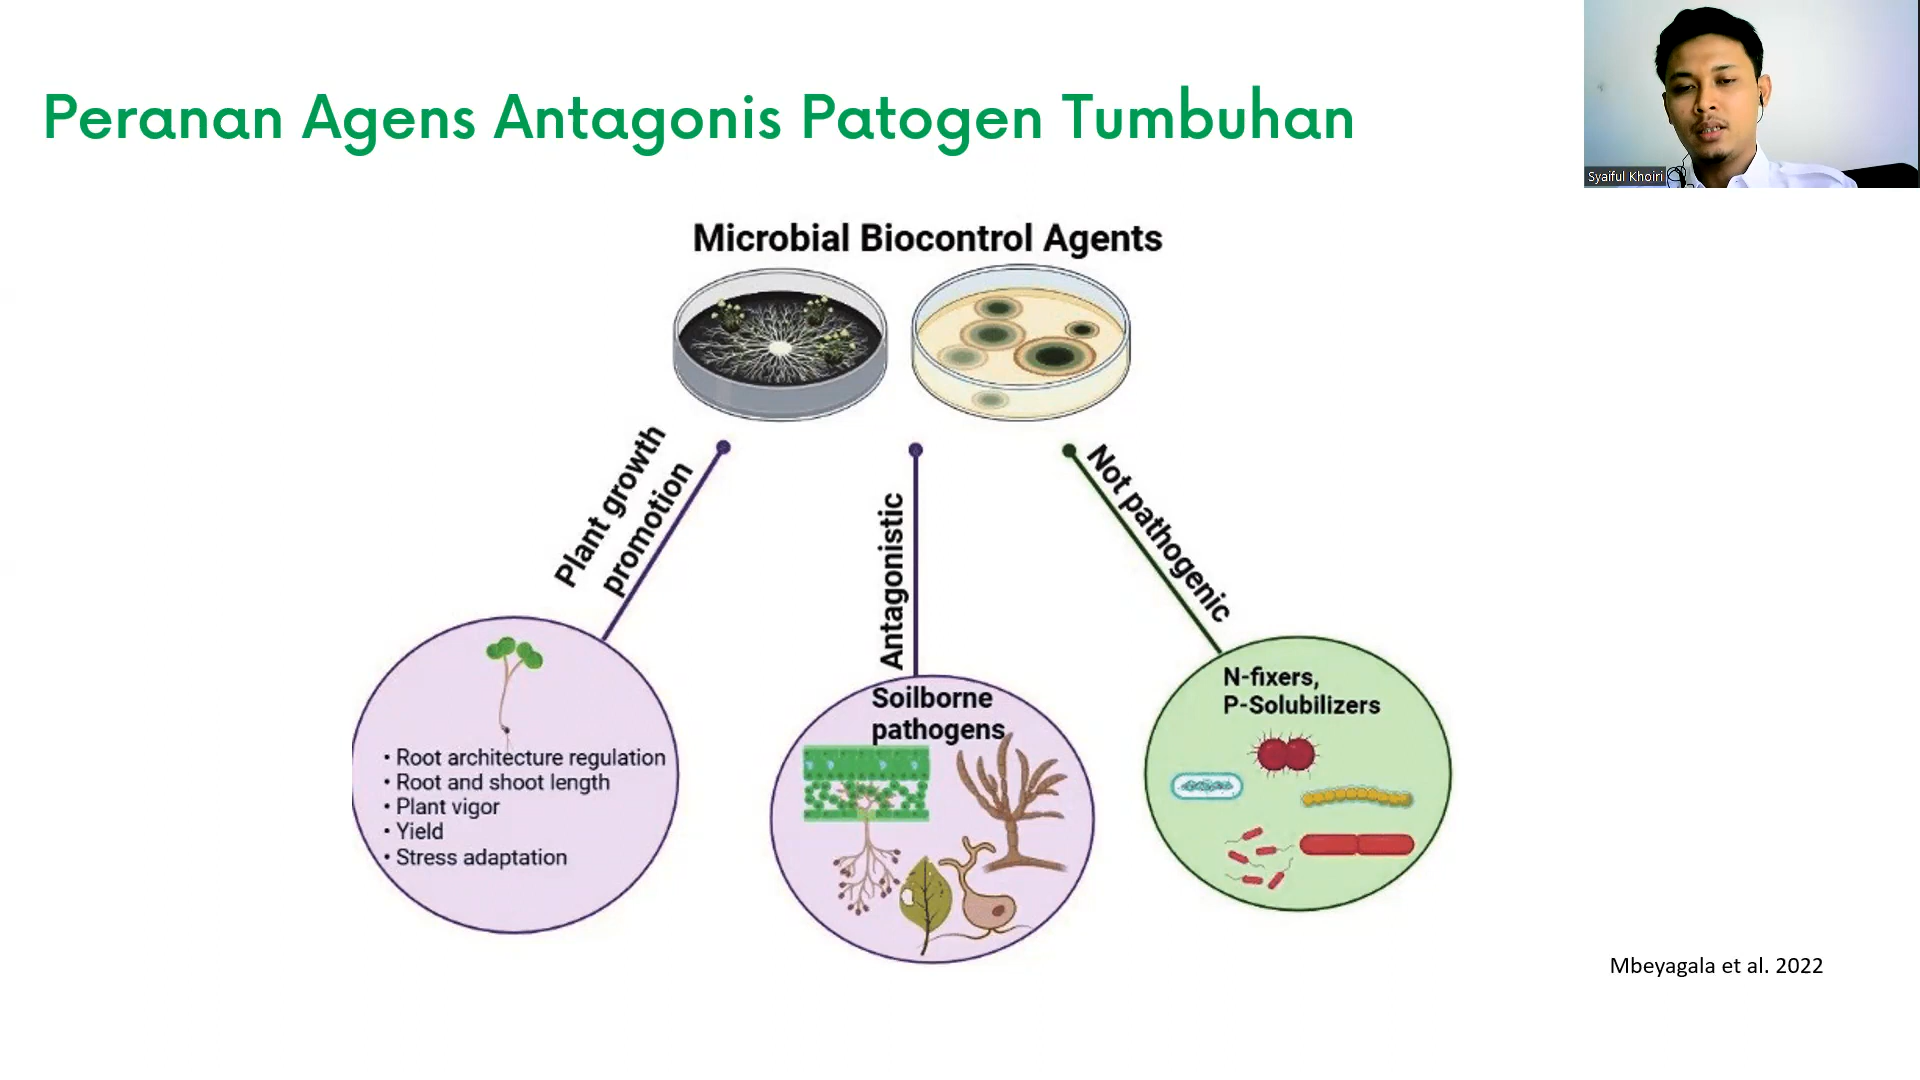 Peranan Agens Antagonis Patogen Tumbuhan
Syaiful Khoiri
Microbial Biocontrol Agents
Plant growth
promotion
Antagonistic
Not pathogenic
• Root architecture regulation
• Root and shoot length
• Plant vigor
• Yield
• Stress adaptation
Soilborne
pathogens
N-fixers,
P-Solubilizers
Mbeyagala et al. 2022